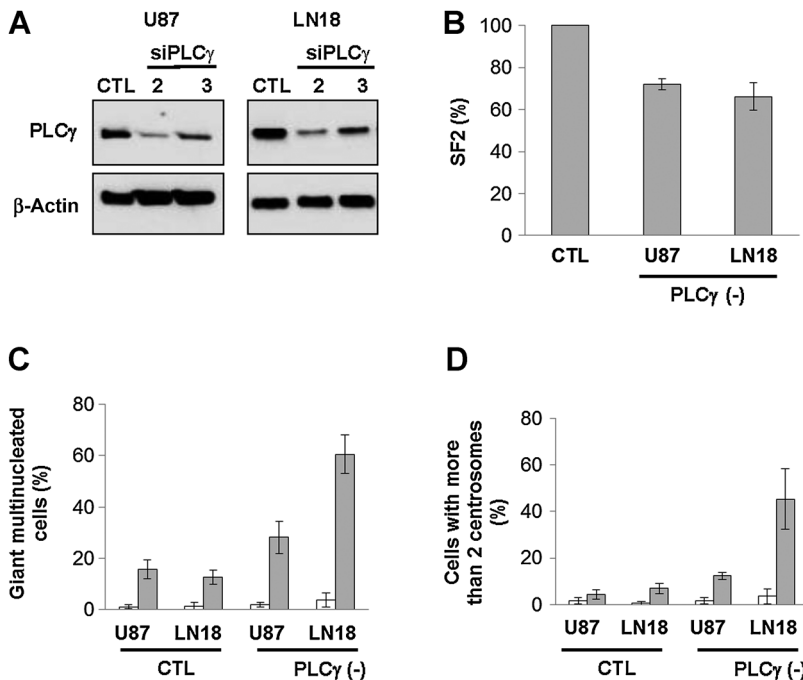 A
U87
LN18
siPLCγ
siPLCγ
CTL 2 3
CTL 2 3
PLCγ
β-Actin
B
SF2 (%)
100
80
60
40
20
0
CTL
U87
LN18
PLCγ (-)
C
Giant multinucleated
cells (%)
80
60
40
20
0
U87
LN18
U87
LN18
CTL
PLCγ (-)
D
Cells with more
than 2 centrosomes
(%)
80
60
40
20
0
U87
LN18
U87
LN18
CTL
PLCγ (-)